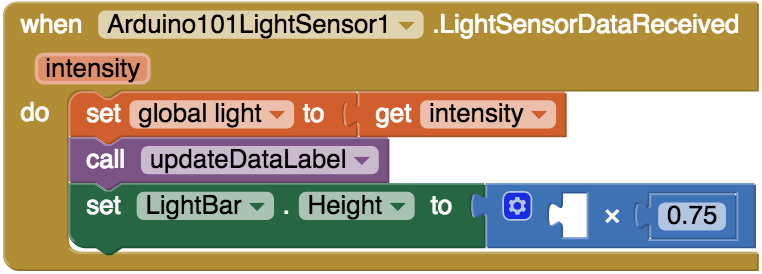 when Arduino101LightSensor1 .LightSensorDataReceived
intensity
do set global light to get intensity
call updateDataLabel
set LightBar . Height to × 0.75